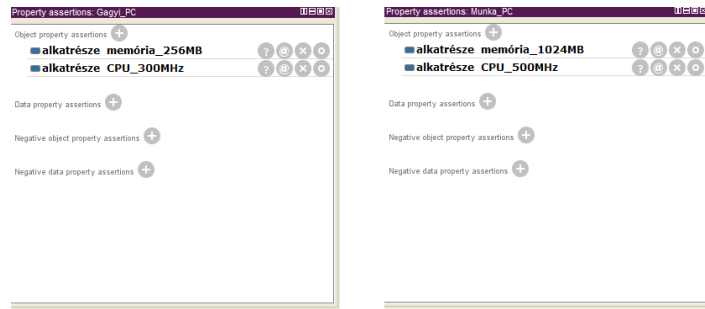 Property assertions: Gagyi_PC
Object property assertions
alkatrésze memória_256MB
alkatrésze CPU_300MHz
Data property assertions
Negative object property assertions
Negative data property assertions
Property assertions: Munka_PC
Object property assertions
alkatrésze memória_1024MB
alkatrésze CPU_500MHz
Data property assertions
Negative object property assertions
Negative data property assertions